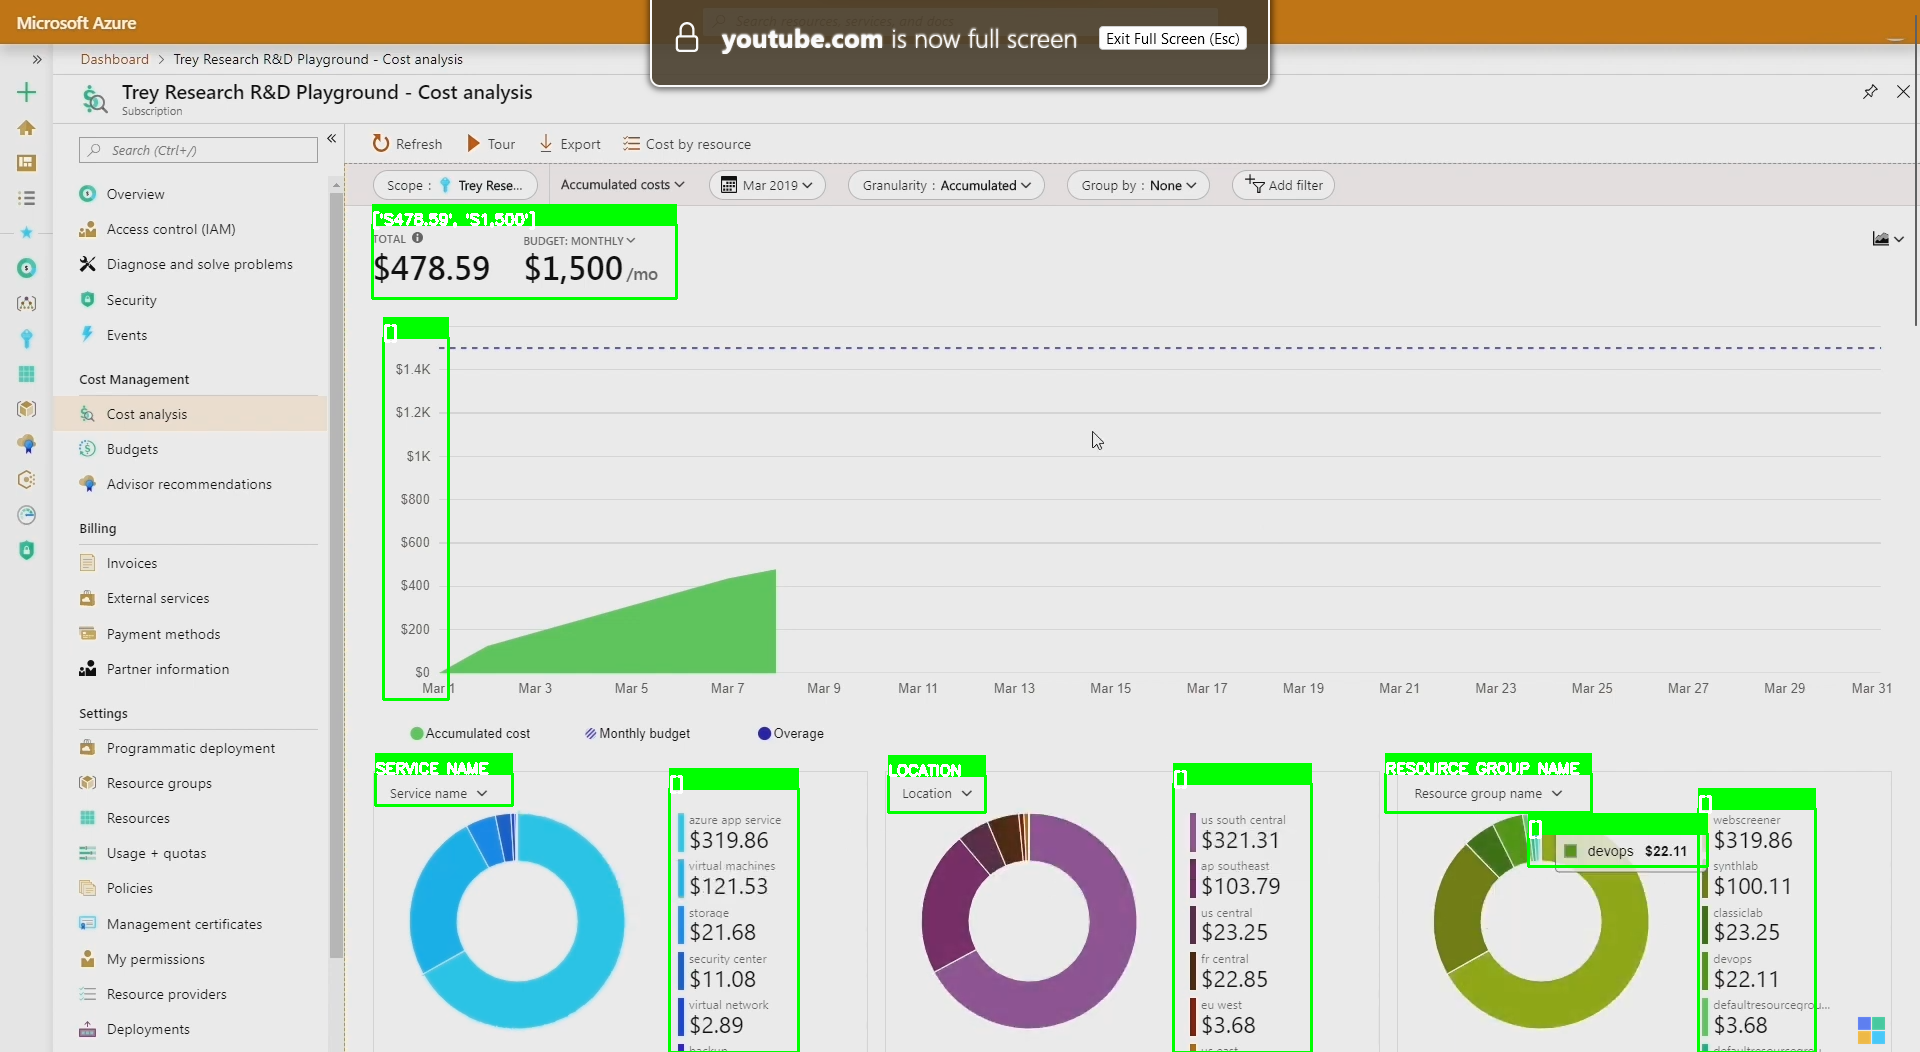 Microsoft Azure
Search resources, services, and docs
youtube.com is now full screen
Exit Full Screen (Esc)
Dashboard > Trey Research R&D Playground - Cost analysis
Trey Research R&D Playground - Cost analysis
Subscription
Search (Ctrl+/)
Overview
Access control (IAM)
Diagnose and solve problems
Security
Events
Cost Management
Cost analysis
Budgets
Advisor recommendations
Billing
Invoices
External services
Payment methods
Partner information
Settings
Programmatic deployment
Resource groups
Resources
Usage + quotas
Policies
Management certificates
My permissions
Resource providers
Deployments
Refresh
Tour
Export
Cost by resource
Scope : Trey Rese...
Accumulated costs
Mar 2019
Granularity : Accumulated
Group by : None
Add filter
['S478.59', 'S1,500']
TOTAL
BUDGET: MONTHLY
$478.59
$1,500 /mo
[]
$1.4K
$1.2K
$1K
$800
$600
$400
$200
$0
Mar 1 Mar 3 Mar 5 Mar 7 Mar 9 Mar 11 Mar 13 Mar 15 Mar 17 Mar 19 Mar 21 Mar 23 Mar 25 Mar 27 Mar 29 Mar 31
Accumulated cost
Monthly budget
Overage
SERVICE NAME
Service name
[]
azure app service
$319.86
virtual machines
$121.53
storage
$21.68
security center
$11.08
virtual network
$2.89
backup
LOCATION
Location
[]
us south central
$321.31
ap southeast
$103.79
us central
$23.25
fr central
$22.85
eu west
$3.68
us east
RESOURCE GROUP NAME
Resource group name
[]
devops $22.11
[]
webscreener
$319.86
synthlab
$100.11
classiclab
$23.25
devops
$22.11
defaultresourcegrou...
$3.68